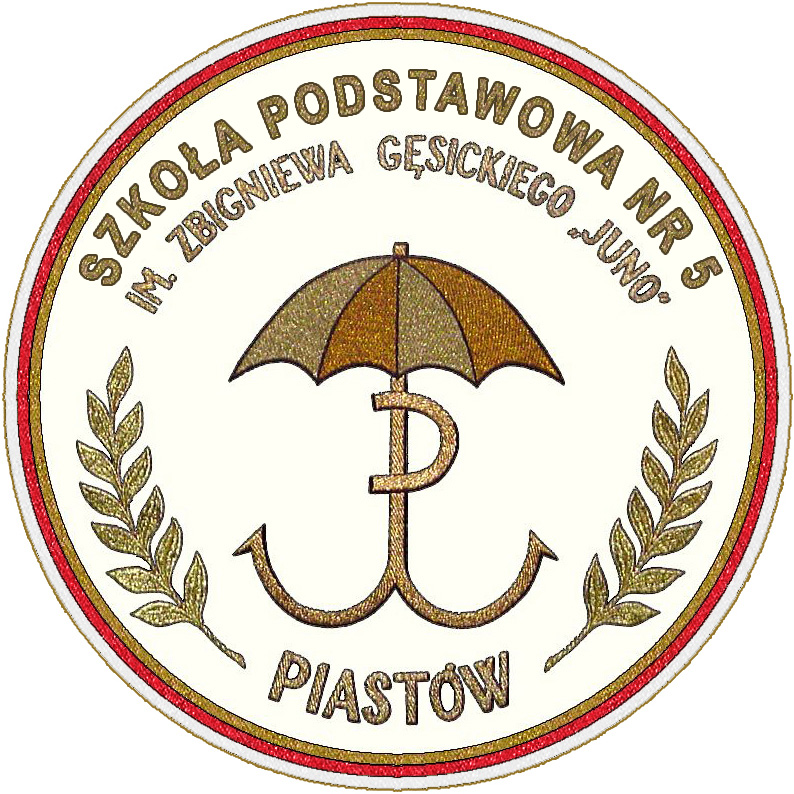 SZKOŁA PODSTAWOWA NR 5
IM. ZBIGNIEWA GĘSICKIEGO „JUNO”
P
PIASTÓW